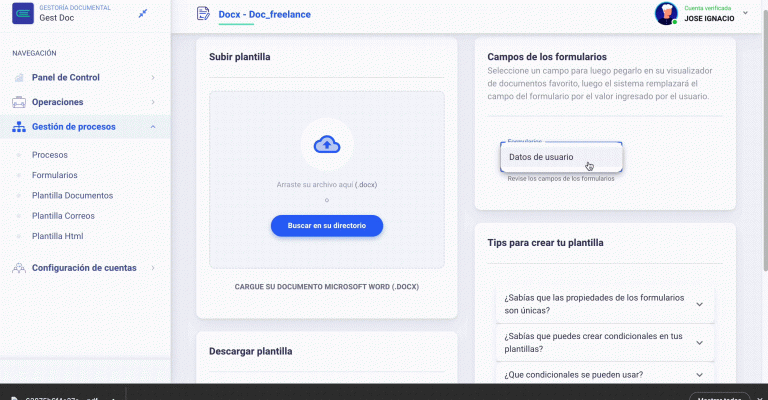 GESTORÍA DOCUMENTAL
Gest Doc
NAVEGACIÓN
Panel de Control
Operaciones
Gestión de procesos
Procesos
Formularios
Plantilla Documentos
Plantilla Correos
Plantilla Html
Configuración de cuentas
Docx - Doc_freelance
Cuenta verificada
JOSE IGNACIO
Subir plantilla
Arraste su archivo aquí (.docx)
o
Buscar en su directorio
CARGUE SU DOCUMENTO MICROSOFT WORD (.DOCX)
Descargar plantilla
Campos de los formularios
Seleccione un campo para luego pegarlo en su visualizador
de documentos favorito, luego el sistema remplazará el
campo del formulario por el valor ingresado por el usuario.
Formularios
Datos de usuario
Revise los campos de los formularios
Tips para crear tu plantilla
¿Sabías que las propiedades de los formularios
son únicas?
¿Sabías que puedes crear condicionales en tus
plantillas?
¿Que condicionales se pueden usar?